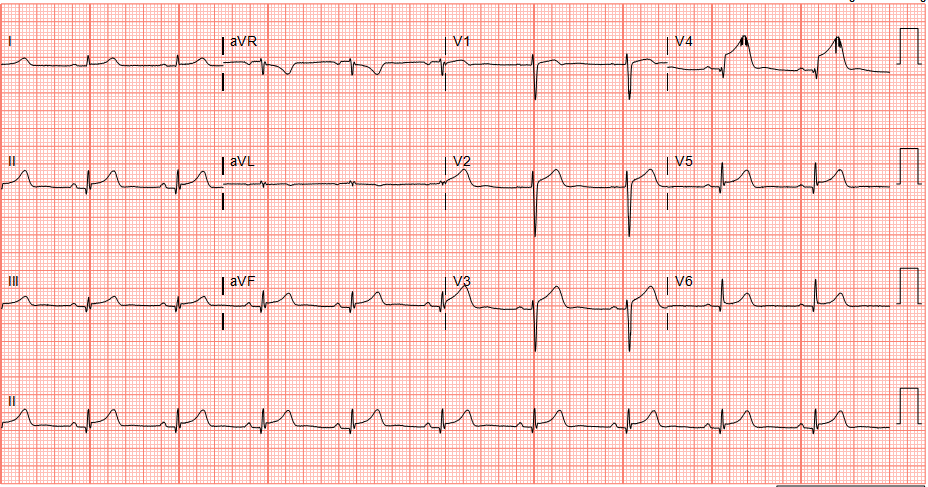 I aVR V1 V4
II aVL V2 V5
III aVF V3 V6
II